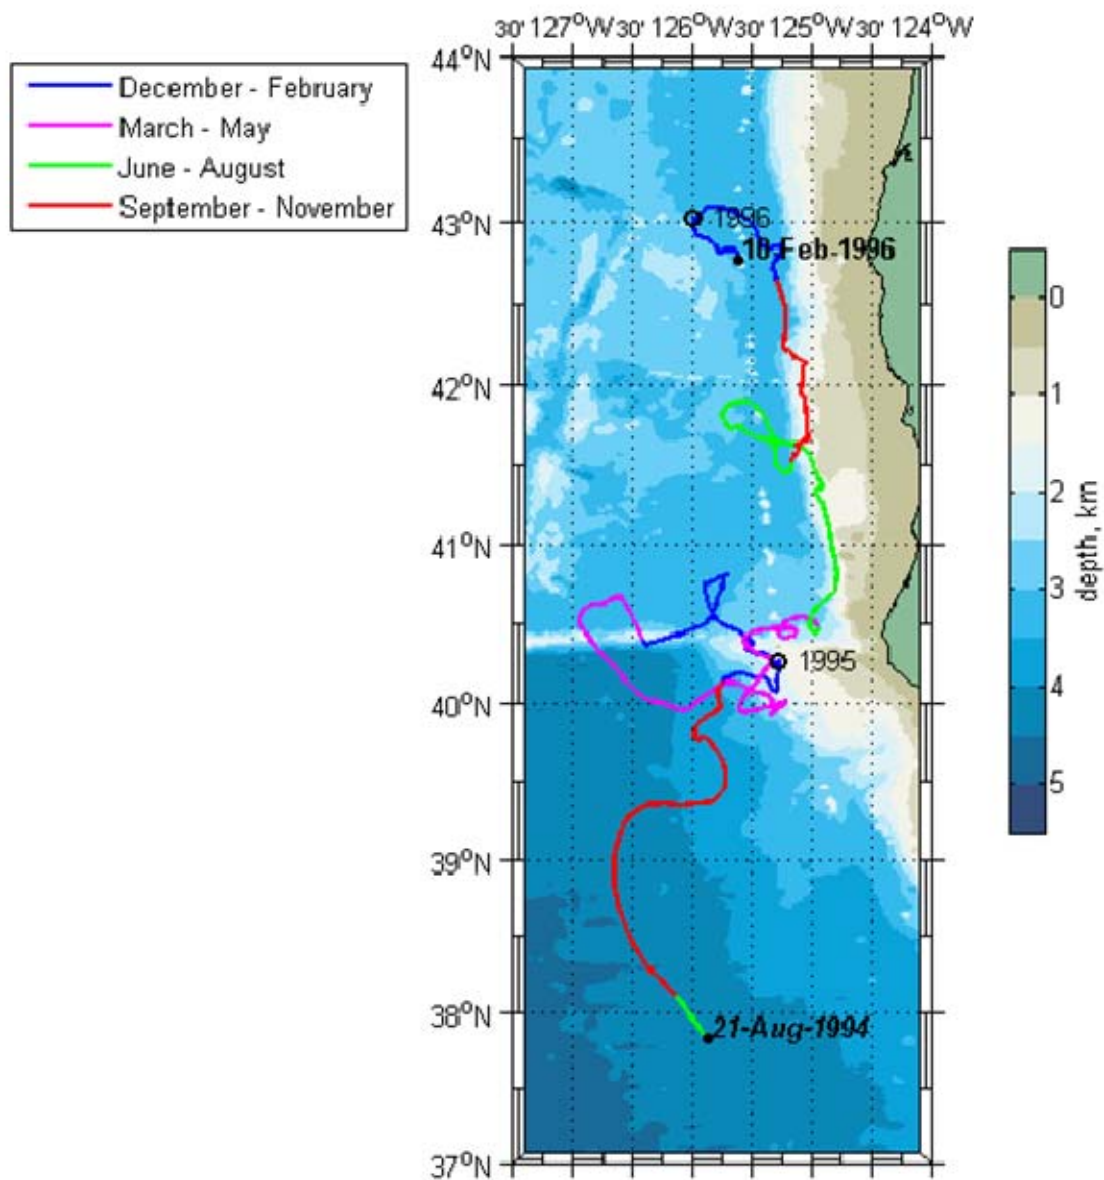 30' 127°W 30' 126°W 30' 125°W 30' 124°W
44°N
December - February
March - May
June - August
September - November
43°N
1996
10-Feb-1996
0
1
42°N
2
depth, km
41°N
3
1995
4
40°N
5
39°N
38°N
21-Aug-1994
37°N